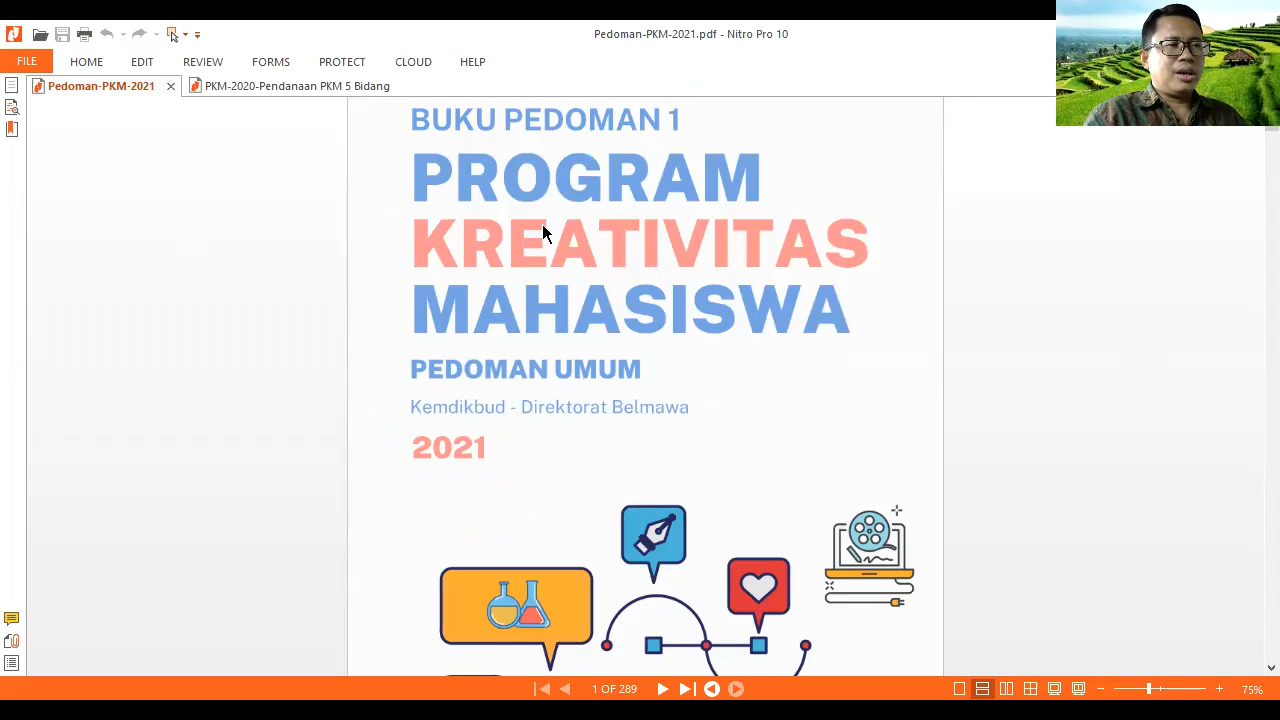 Pedoman-PKM-2021.pdf - Nitro Pro 10
FILE
HOME
EDIT
REVIEW
FORMS
PROTECT
CLOUD
HELP
Pedoman-PKM-2021
PKM-2020-Pendanaan PKM 5 Bidang
BUKU PEDOMAN 1
PROGRAM
KREATIVITAS
MAHASISWA
PEDOMAN UMUM
Kemdikbud - Direktorat Belmawa
2021
1 OF 289
75%